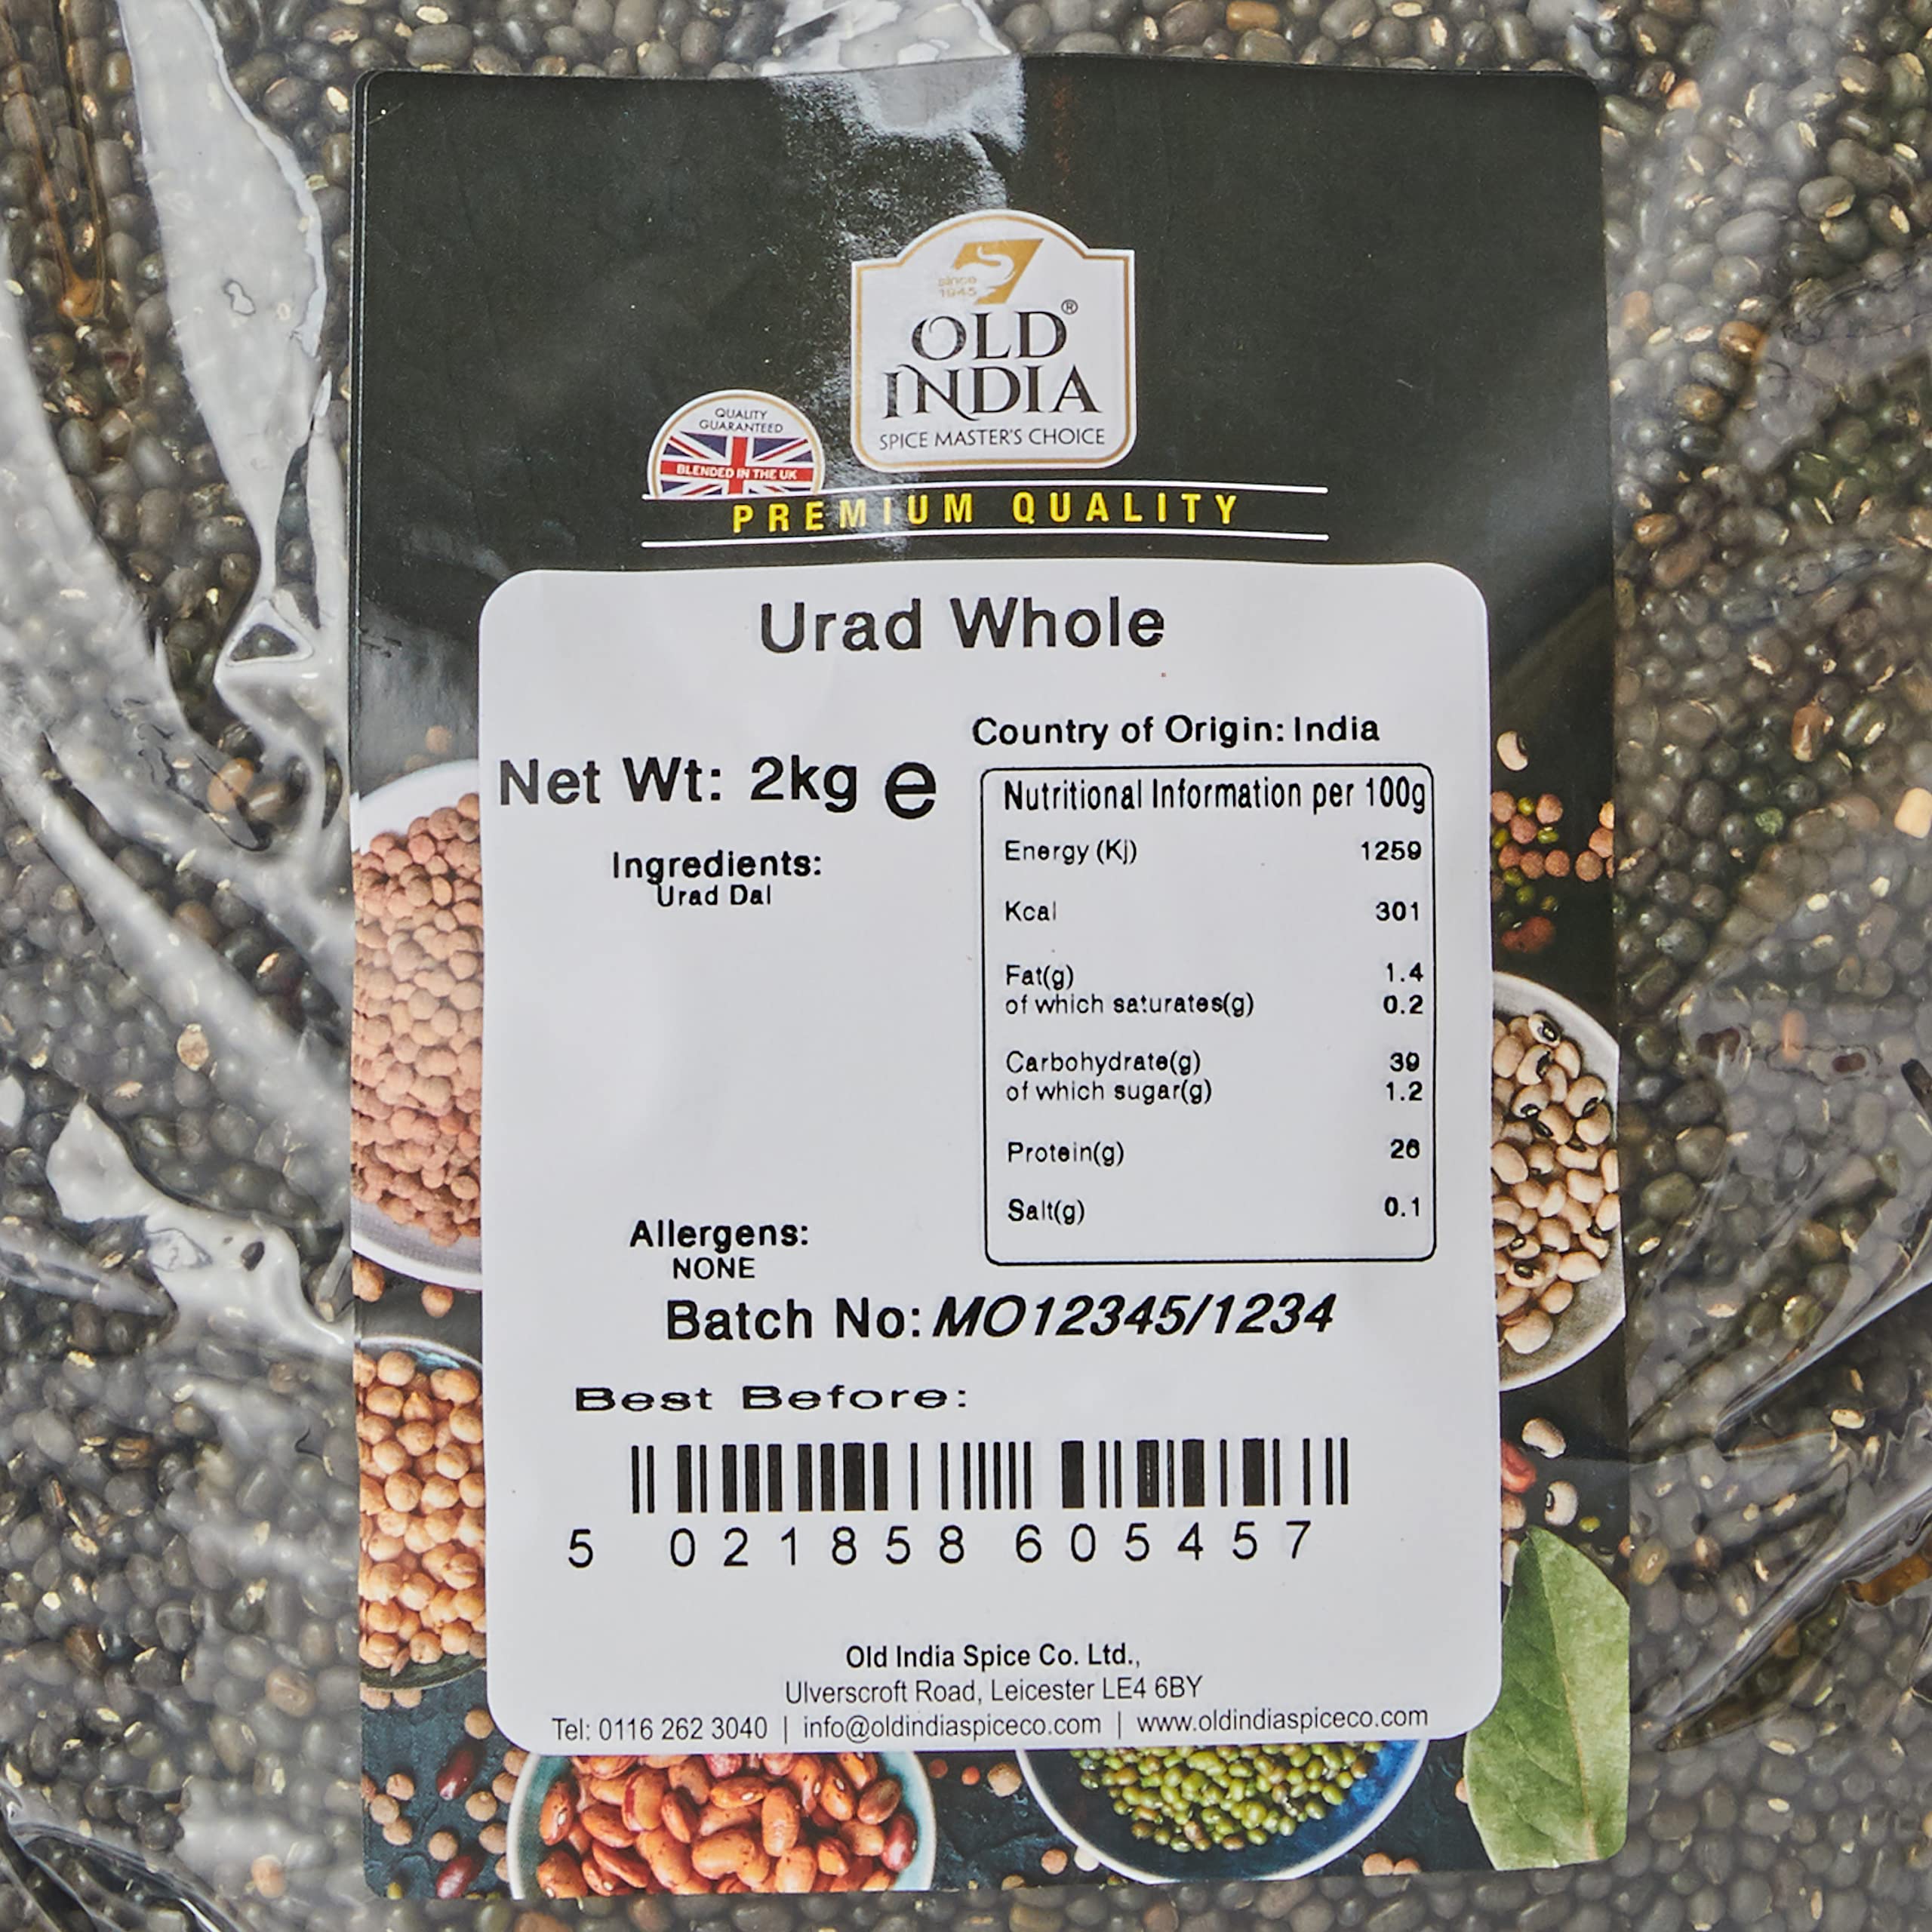 since
1945
OLD®
INDIA
SPICE MASTER'S CHOICE
QUALITY
GUARANTEED
BLENDED IN THE UK
PREMIUM QUALITY
Urad Whole
Country of Origin: India
Net Wt: 2kg e
Nutritional Information per 100g
Energy (Kj) 1259
Kcal 301
Fat(g) 1.4
of which saturates(g) 0.2
Carbohydrate(g) 39
of which sugar(g) 1.2
Protein(g) 26
Salt(g) 0.1
Ingredients:
Urad Dal
Allergens:
NONE
Batch No: MO12345/1234
Best Before:
5 021858 605457
Old India Spice Co. Ltd.,
Ulverscroft Road, Leicester LE4 6BY
Tel: 0116 262 3040 | info@oldindiaspiceco.com | www.oldindiaspiceco.com